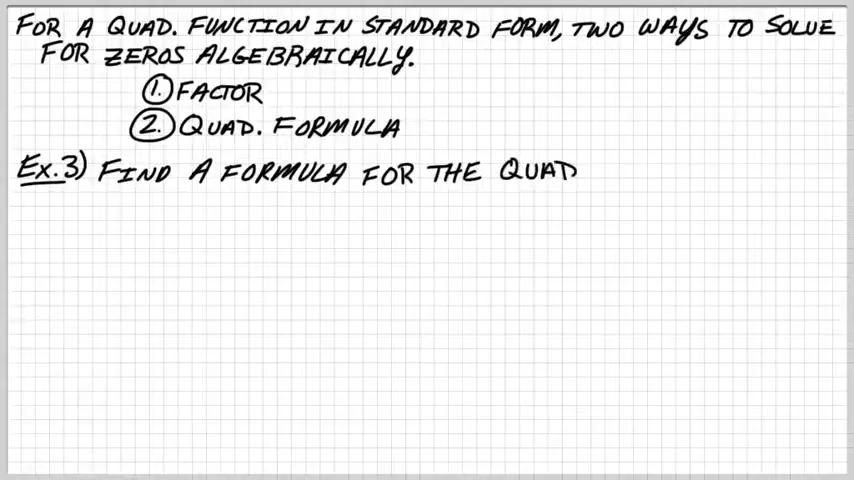 FOR A QUAD. FUNCTION IN STANDARD FORM, TWO WAYS TO SOLVE
FOR ZEROS ALGEBRAICALLY.
1. FACTOR
2. QUAD. FORMULA
Ex.3) FIND A FORMULA FOR THE QUAD